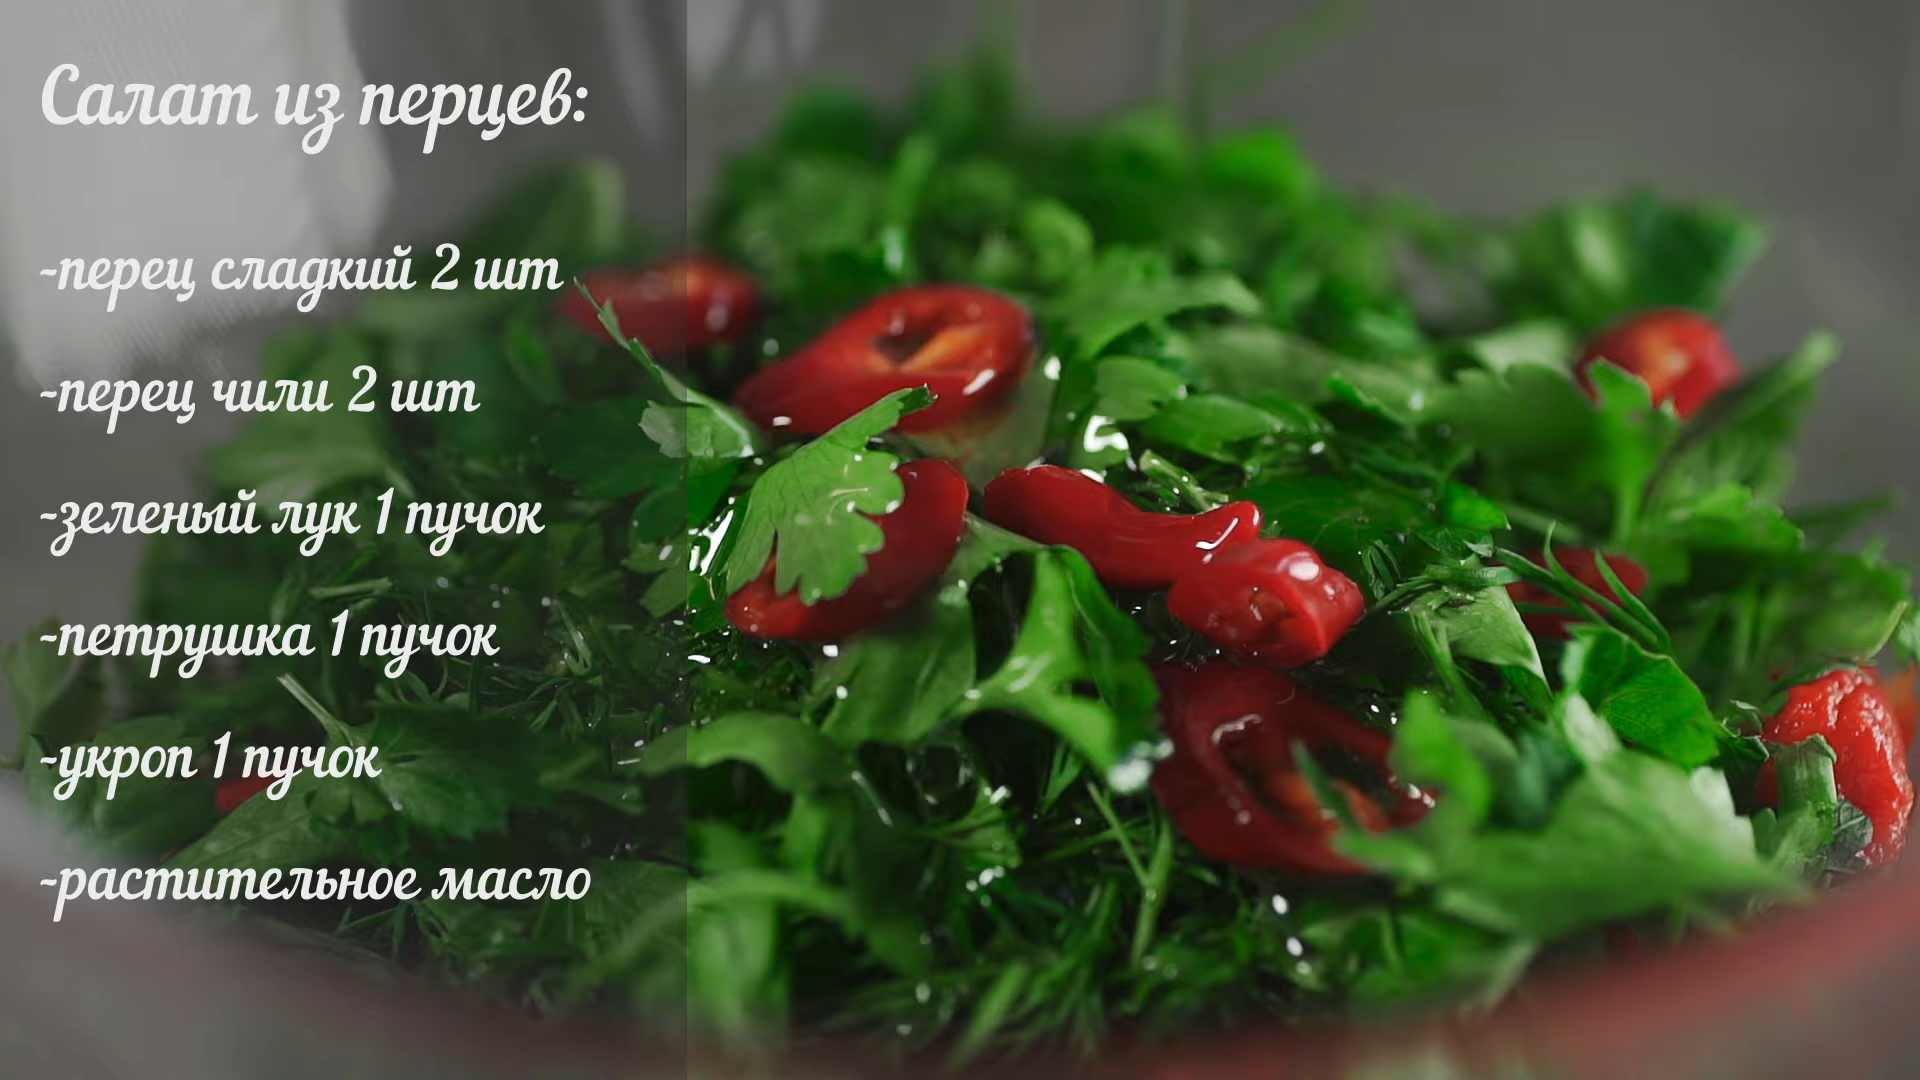 Салат из перцев:
-перец сладкий 2 шт
-перец чили 2 шт
-зеленый лук 1 пучок
-петрушка 1 пучок
-укроп 1 пучок
-растительное масло